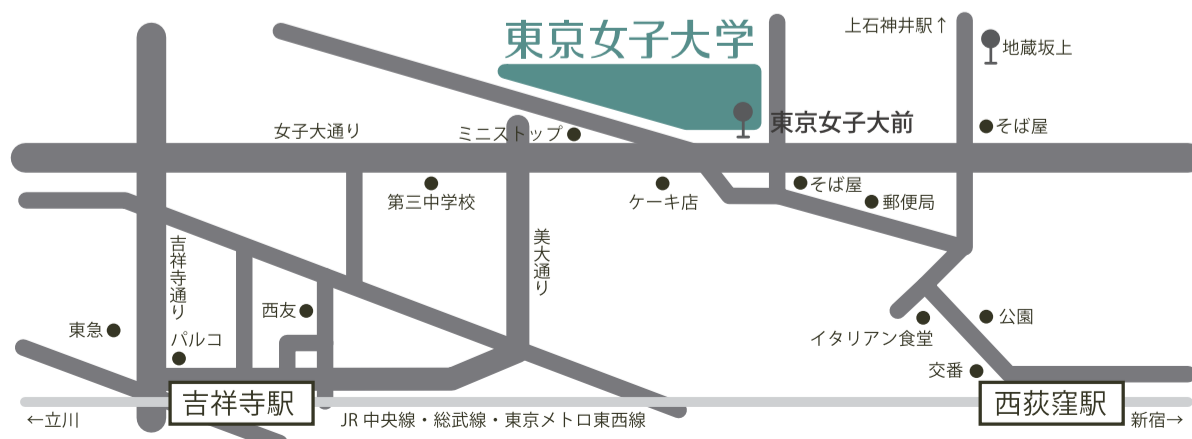 東京女子大学
上石神井駅↑
地蔵坂上
東京女子大前
そば屋
女子大通り
ミニストップ
そば屋
第三中学校
ケーキ店
郵便局
吉祥寺通り
美大通り
西友
東急
パルコ
イタリアン食堂
公園
交番
吉祥寺駅
西荻窪駅
←立川
JR 中央線・総武線・東京メトロ東西線
新宿→